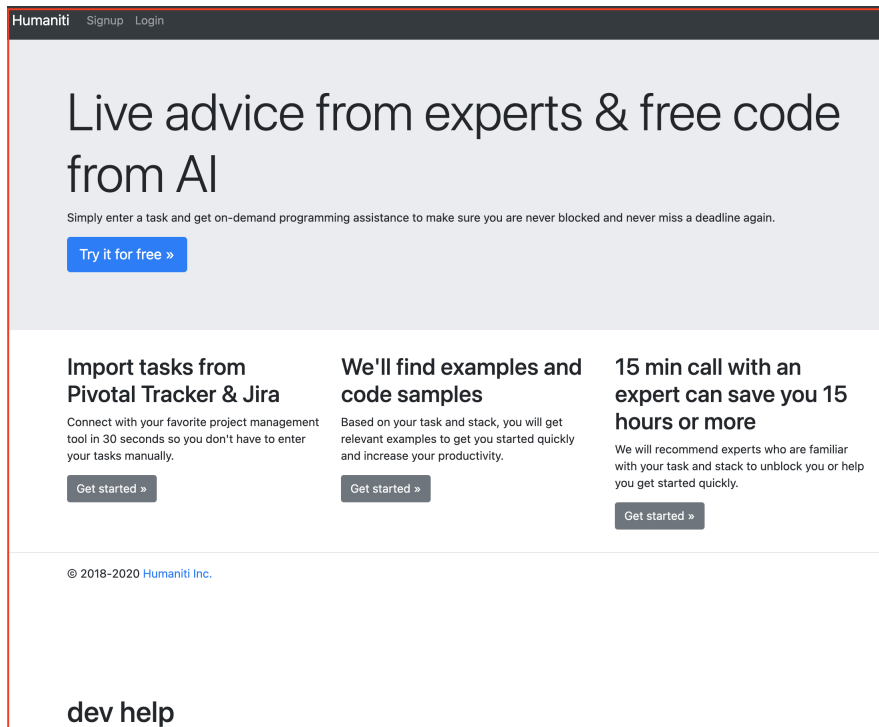 Humaniti Signup Login
Live advice from experts & free code
from AI
Simply enter a task and get on-demand programming assistance to make sure you are never blocked and never miss a deadline again.
Try it for free »
Import tasks from
Pivotal Tracker & Jira
Connect with your favorite project management
tool in 30 seconds so you don't have to enter
your tasks manually.
Get started »
We'll find examples and
code samples
Based on your task and stack, you will get
relevant examples to get you started quickly
and increase your productivity.
Get started »
15 min call with an
expert can save you 15
hours or more
We will recommend experts who are familiar
with your task and stack to unblock you or help
you get started quickly.
Get started »
© 2018-2020 Humaniti Inc.
dev help